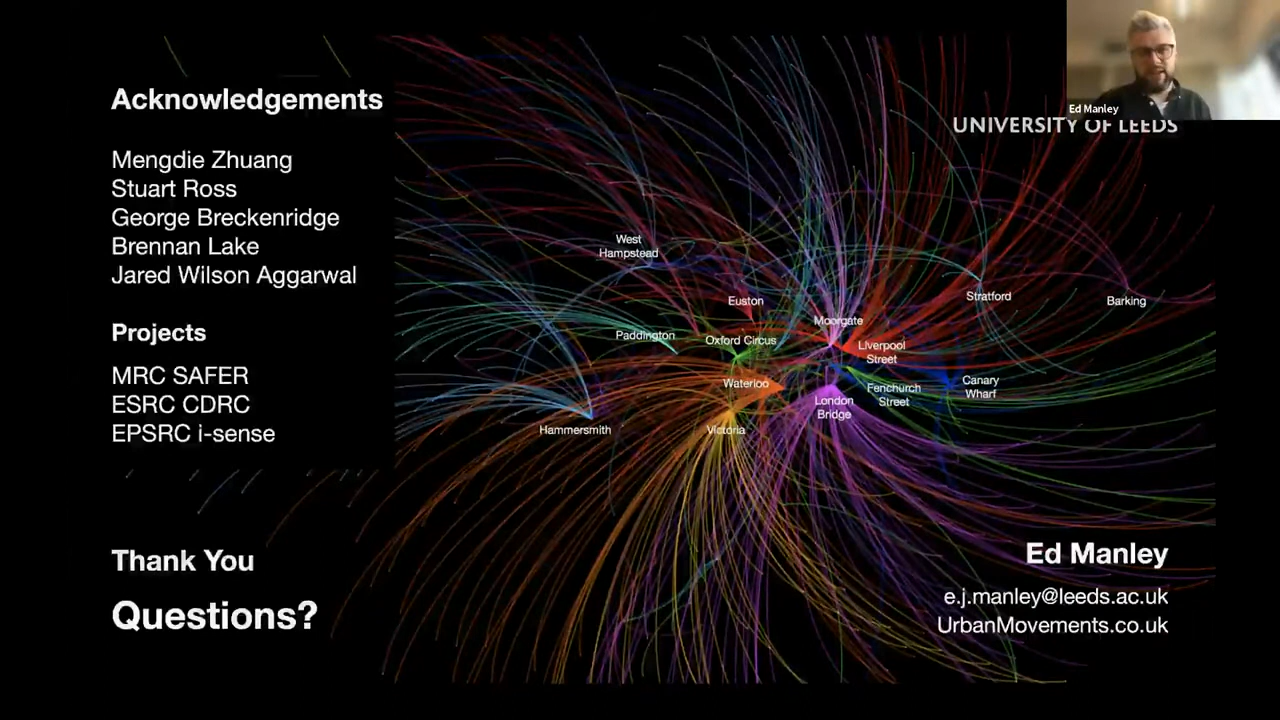 Acknowledgements
Mengdie Zhuang
Stuart Ross
George Breckenridge
Brennan Lake
Jared Wilson Aggarwal
Projects
MRC SAFER
ESRC CDRC
EPSRC i-sense
Thank You
Questions?
Ed Manley
UNIVERSITY OF LEEDS
West
Hampstead
Euston
Stratford
Barking
Moorgate
Paddington
Oxford Circus
Liverpool
Street
Waterloo
Fenchurch
Street
Canary
Wharf
London
Bridge
Hammersmith
Victoria
Ed Manley
e.j.manley@leeds.ac.uk
UrbanMovements.co.uk